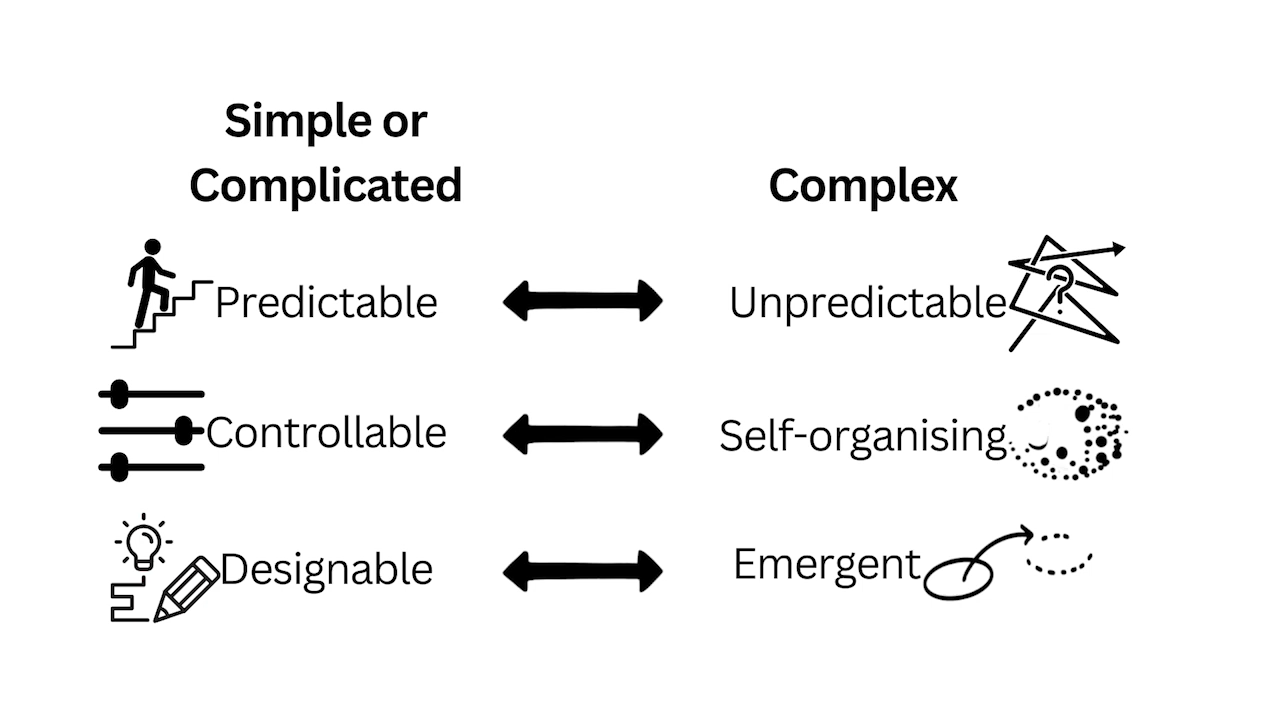 Simple or
Complicated
Complex
Predictable
Unpredictable
Controllable
Self-organising
Designable
Emergent